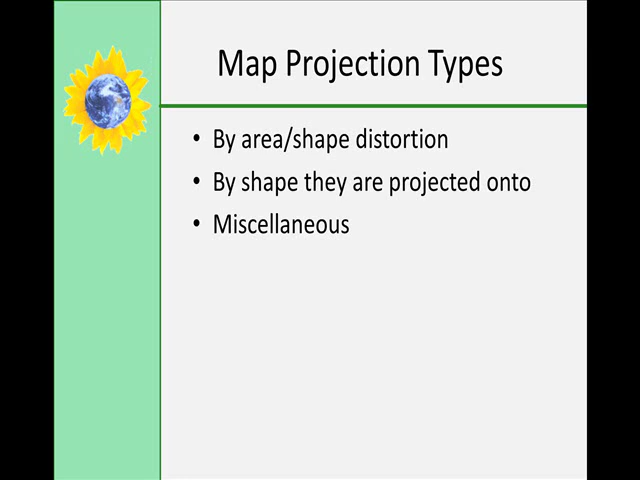 Map Projection Types
• By area/shape distortion
• By shape they are projected onto
• Miscellaneous